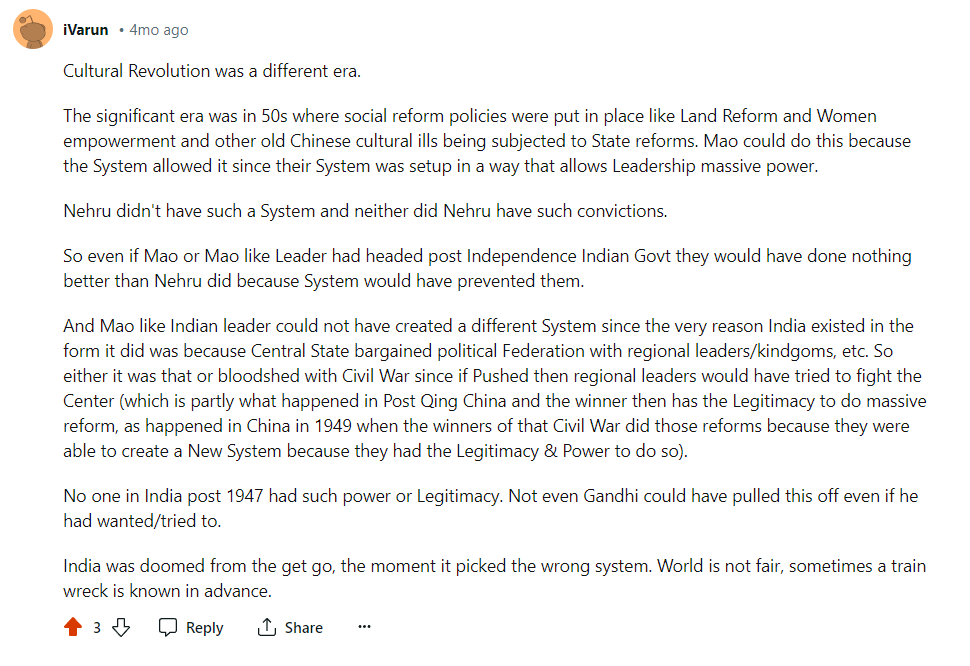 iVarun • 4mo ago
Cultural Revolution was a different era.
The significant era was in 50s where social reform policies were put in place like Land Reform and Women
empowerment and other old Chinese cultural ills being subjected to State reforms. Mao could do this because
the System allowed it since their System was setup in a way that allows Leadership massive power.
Nehru didn't have such a System and neither did Nehru have such convictions.
So even if Mao or Mao like Leader had headed post Independence Indian Govt they would have done nothing
better than Nehru did because System would have prevented them.
And Mao like Indian leader could not have created a different System since the very reason India existed in the
form it did was because Central State bargained political Federation with regional leaders/kindgoms, etc. So
either it was that or bloodshed with Civil War since if Pushed then regional leaders would have tried to fight the
Center (which is partly what happened in Post Qing China and the winner then has the Legitimacy to do massive
reform, as happened in China in 1949 when the winners of that Civil War did those reforms because they were
able to create a New System because they had the Legitimacy & Power to do so).
No one in India post 1947 had such power or Legitimacy. Not even Gandhi could have pulled this off even if he
had wanted/tried to.
India was doomed from the get go, the moment it picked the wrong system. World is not fair, sometimes a train
wreck is known in advance.
3 Reply Share ...